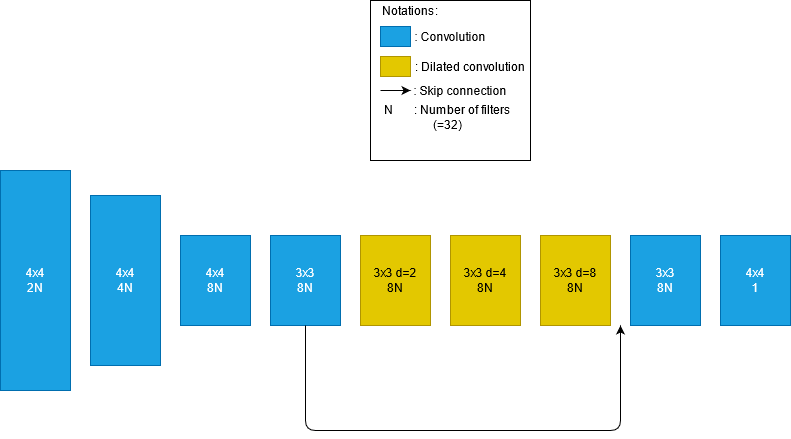 Notations:
: Convolution
: Dilated convolution
: Skip connection
N : Number of filters
(=32)
4x4
2N
4x4
4N
4x4
8N
3x3
8N
3x3 d=2
8N
3x3 d=4
8N
3x3 d=8
8N
3x3
8N
4x4
1